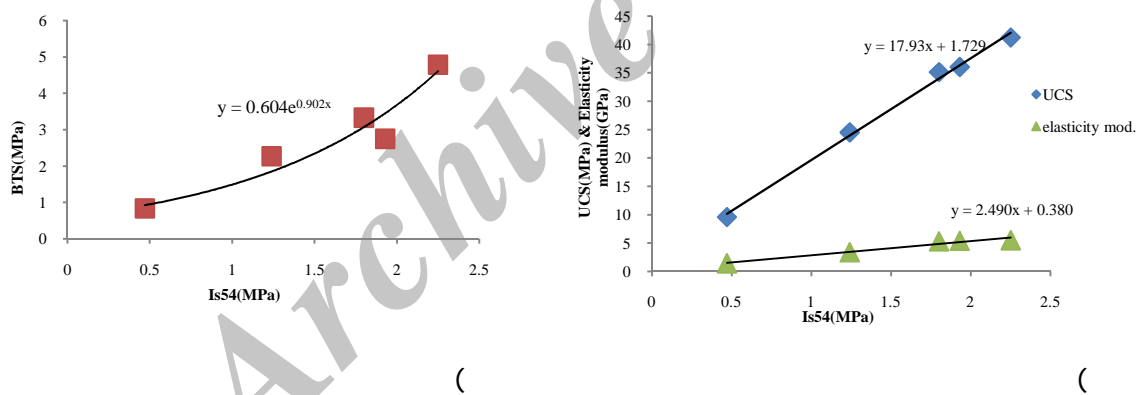 6
5
4
3
2
1
0
BTS(MPa)
y = 0.604e^0.902x
0 0.5 1 1.5 2 2.5
Is54(MPa)
(
45
40
35
30
25
20
15
10
5
0
UCS(MPa) & Elasticity
modulus(GPa)
y = 17.93x + 1.729
y = 2.490x + 0.380
UCS
elasticity mod.
0 0.5 1 1.5 2 2.5
Is54(MPa)
(
Archive